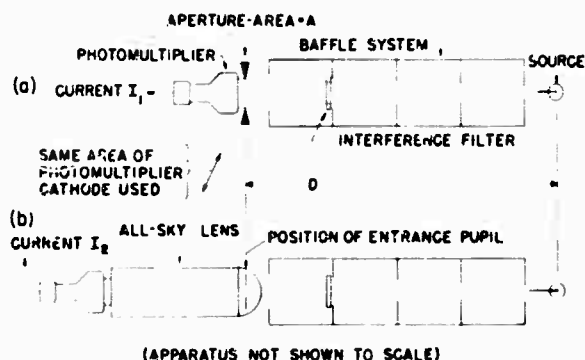 APERTURE-AREA=A
PHOTOMULTIPLIER
BAFFLE SYSTEM
SOURCE
(a) CURRENT I₁
INTERFERENCE FILTER
SAME AREA OF
PHOTOMULTIPLIER
CATHODE USED
D
(b)
CURRENT I₂
ALL-SKY LENS
POSITION OF ENTRANCE PUPIL
(APPARATUS NOT SHOWN TO SCALE)